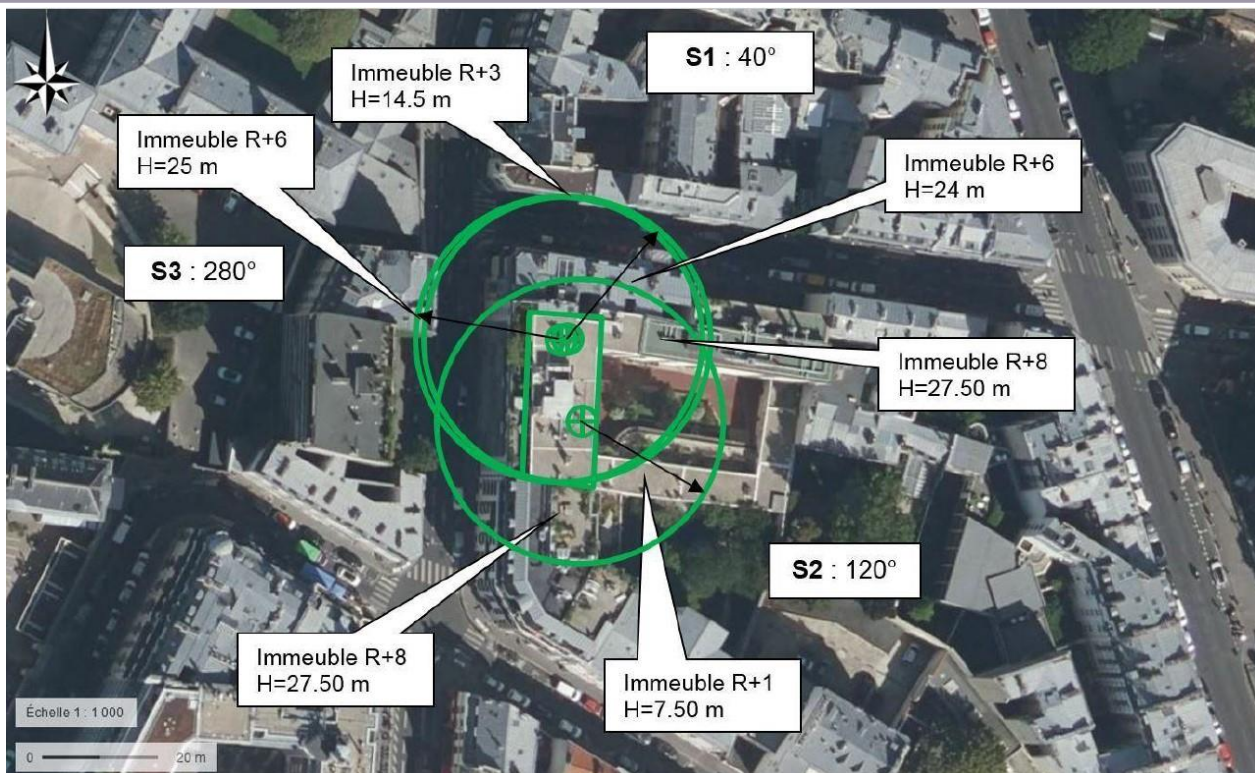 S1 : 40°
Immeuble R+3
H=14.5 m
Immeuble R+6
H=25 m
Immeuble R+6
H=24 m
S3 : 280°
Immeuble R+8
H=27.50 m
S2 : 120°
Immeuble R+8
H=27.50 m
Immeuble R+1
H=7.50 m
Échelle 1 : 1 000
0 20 m